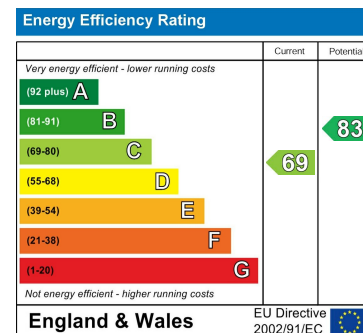 Energy Efficiency Rating
Current Potential
Very energy efficient - lower running costs
(92 plus) A
(81-91) B
83
(69-80) C
69
(55-68) D
(39-54) E
(21-38) F
(1-20) G
Not energy efficient - higher running costs
England & Wales
EU Directive
2002/91/EC